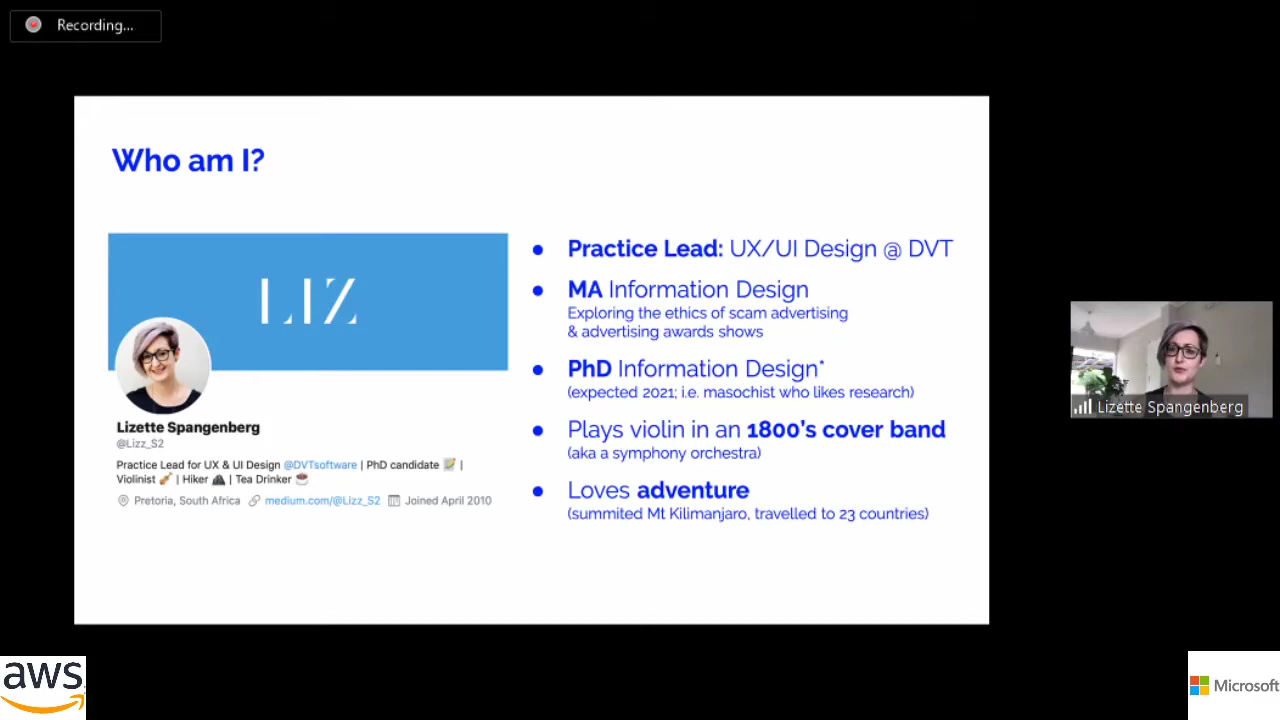 Recording...
Who am I?
LIZ
Lizette Spangenberg
@Lizz_S2
Practice Lead for UX & UI Design @DVTsoftware | PhD candidate 📝 |
Violinist 🎻 | Hiker 🏔 | Tea Drinker ☕
Pretoria, South Africa medium.com/@Lizz_S2 Joined April 2010
● Practice Lead: UX/UI Design @ DVT
● MA Information Design
Exploring the ethics of scam advertising
& advertising awards shows
● PhD Information Design*
(expected 2021; i.e. masochist who likes research)
● Plays violin in an 1800's cover band
(aka a symphony orchestra)
● Loves adventure
(summited Mt Kilimanjaro, travelled to 23 countries)
Lizette Spangenberg
aws
Microsoft